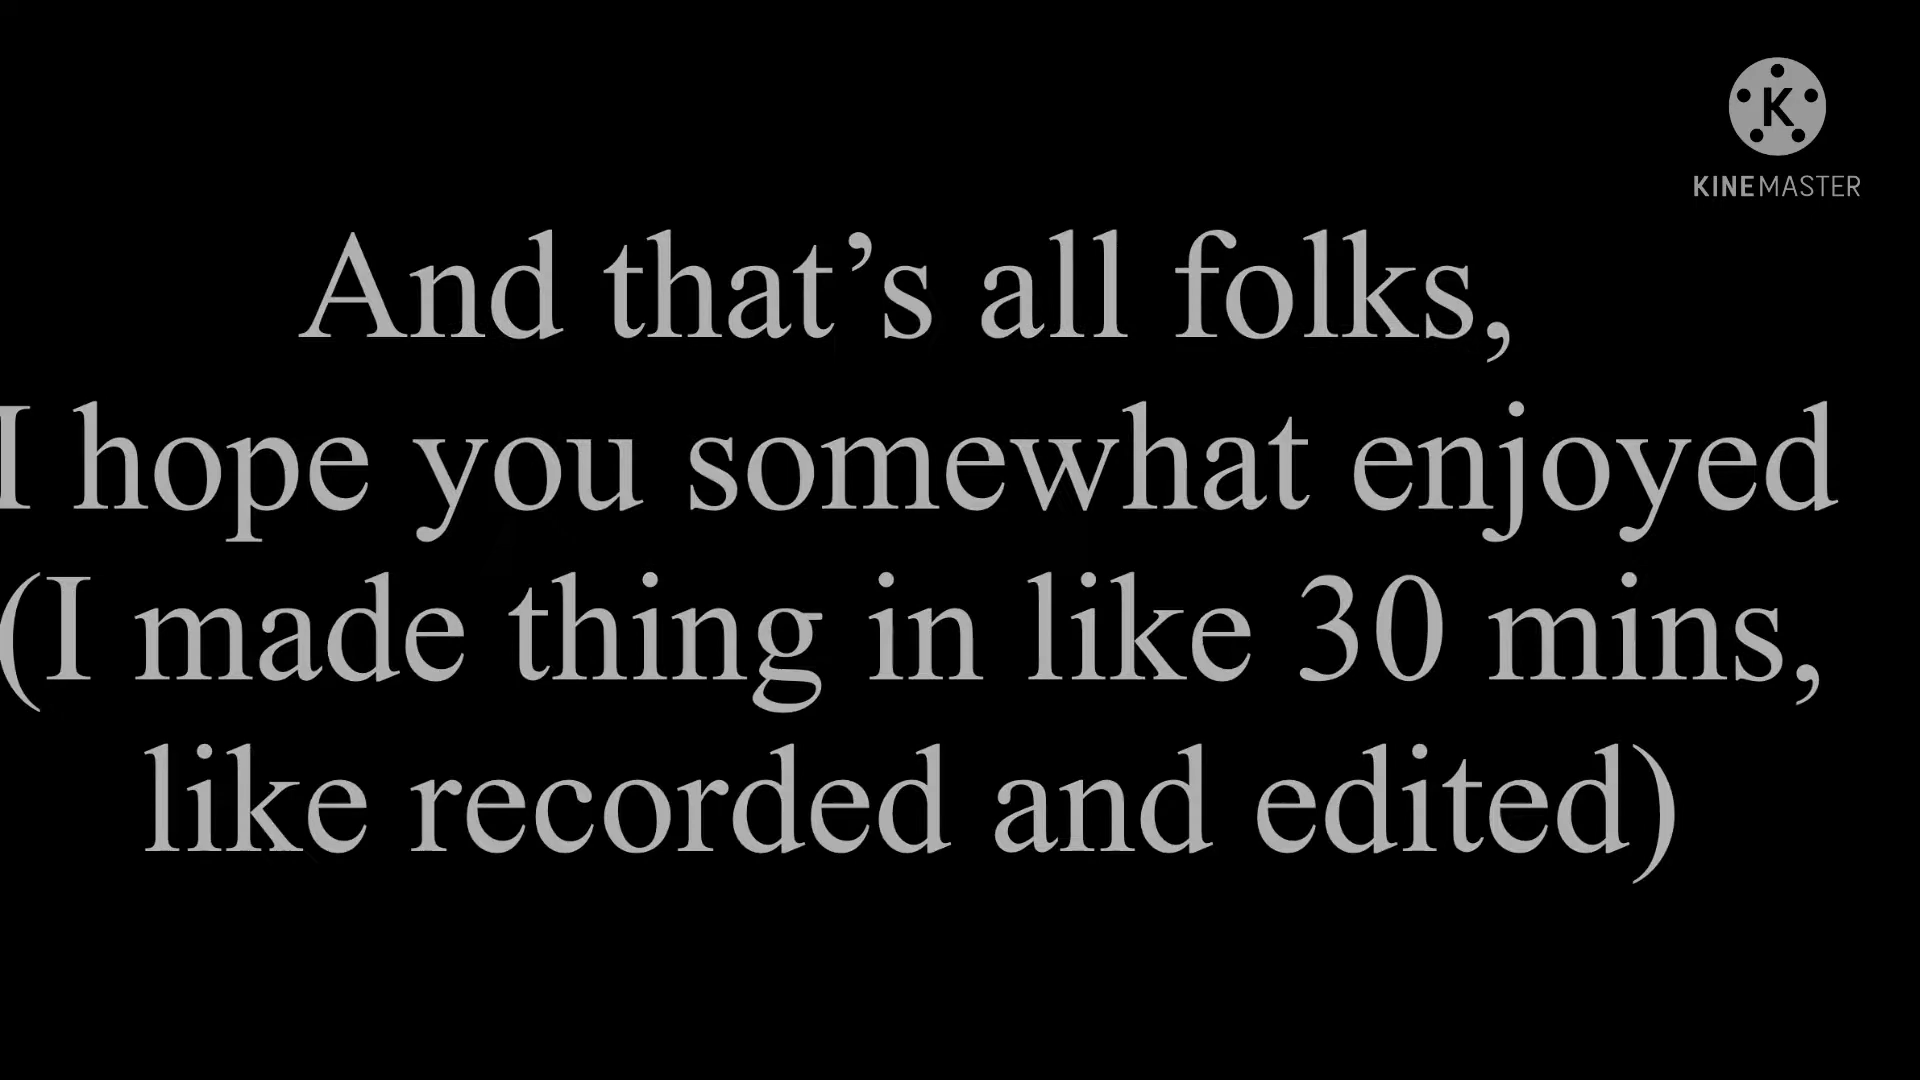 K
KINEMASTER
And that’s all folks,
I hope you somewhat enjoyed
(I made thing in like 30 mins,
like recorded and edited)